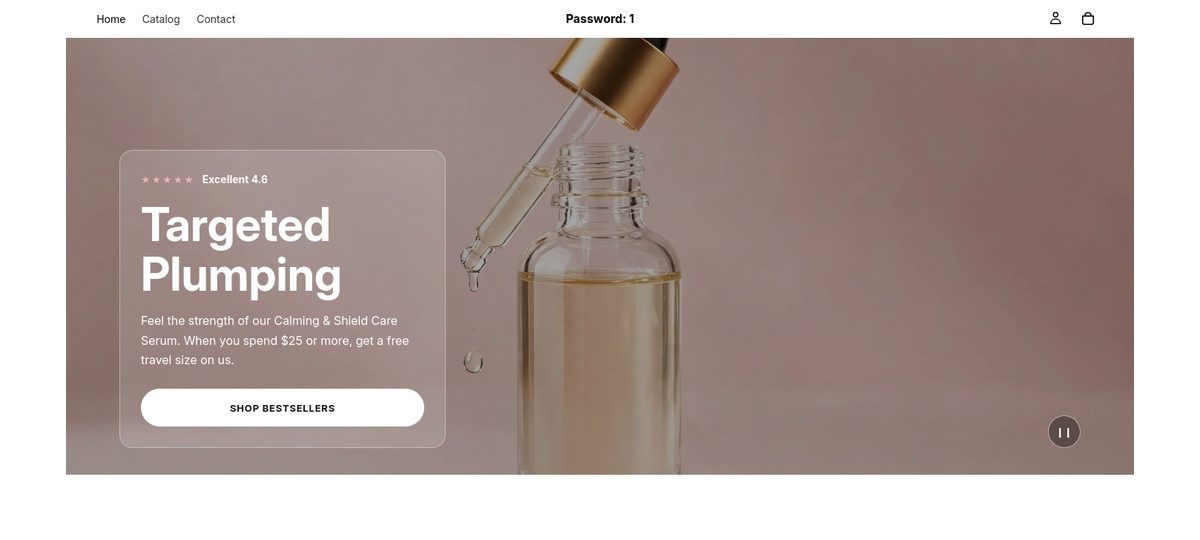 Home Catalog Contact Password: 1
★★★★★ Excellent 4.6
Targeted
Plumping
Feel the strength of our Calming & Shield Care
Serum. When you spend $25 or more, get a free
travel size on us.
SHOP BESTSELLERS